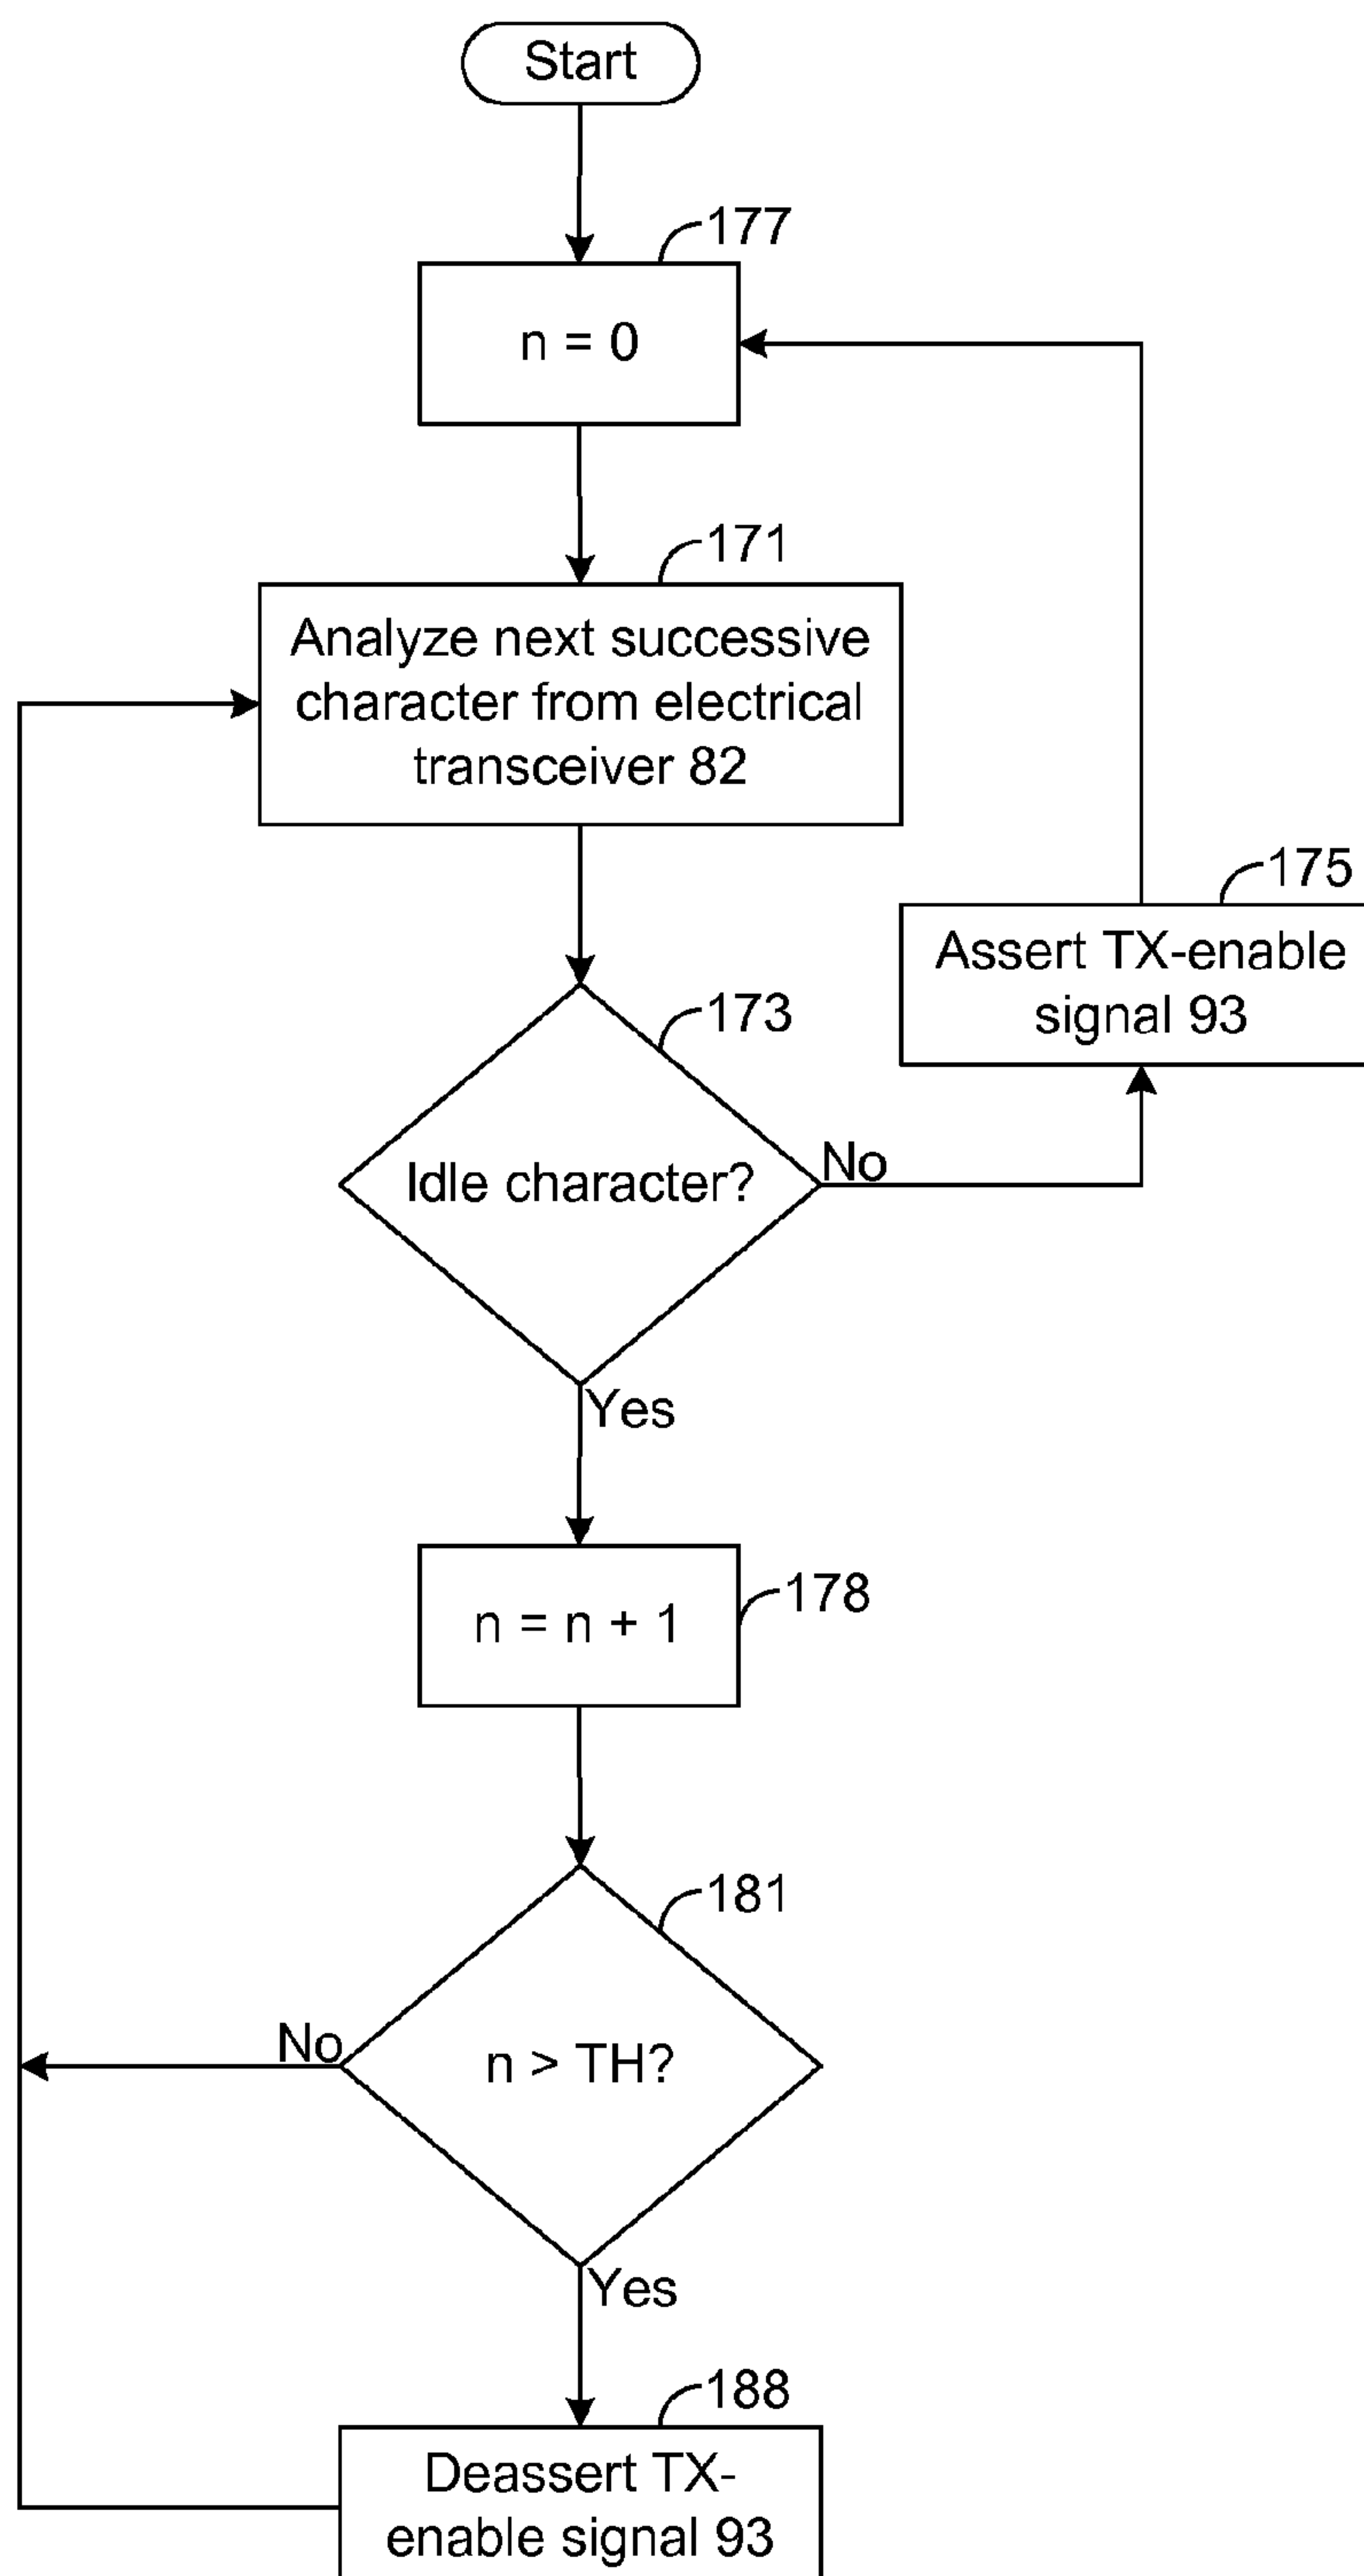 Start
177
n = 0
171
Analyze next successive
character from electrical
transceiver 82
175
Assert TX-enable
signal 93
173
Idle character?
No
Yes
n = n + 1
178
181
n > TH?
No
Yes
188
Deassert TX-
enable signal 93